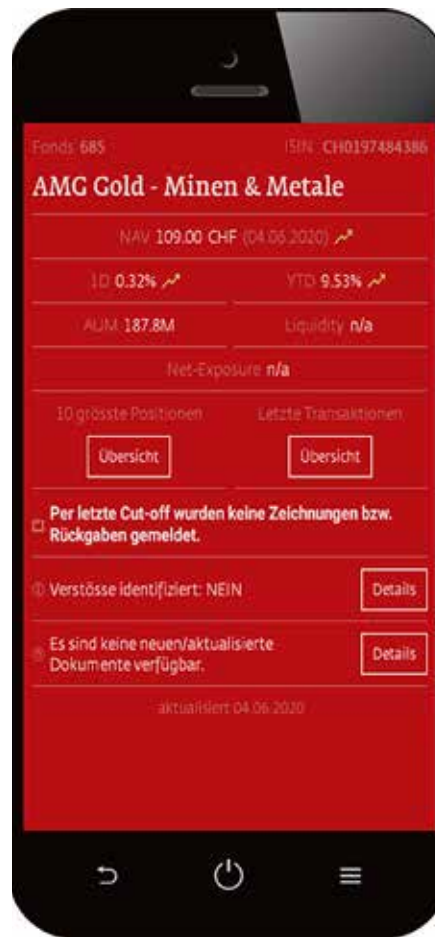 Fonds 685 ISIN CH0197484386
AMG Gold - Minen & Metale
NAV 109.00 CHF (04.06.2020)
1D 0.32% YTD 9.53%
AUM 187.8M Liquidity n/a
Net-Exposure n/a
10 grösste Positionen Letzte Transaktionen
Übersicht Übersicht
Per letzte Cut-off wurden keine Zeichnungen bzw.
Rückgaben gemeldet.
Verstösse identifiziert: NEIN Details
Es sind keine neuen/aktualisierte
Dokumente verfügbar. Details
aktualisiert 04.06.2020